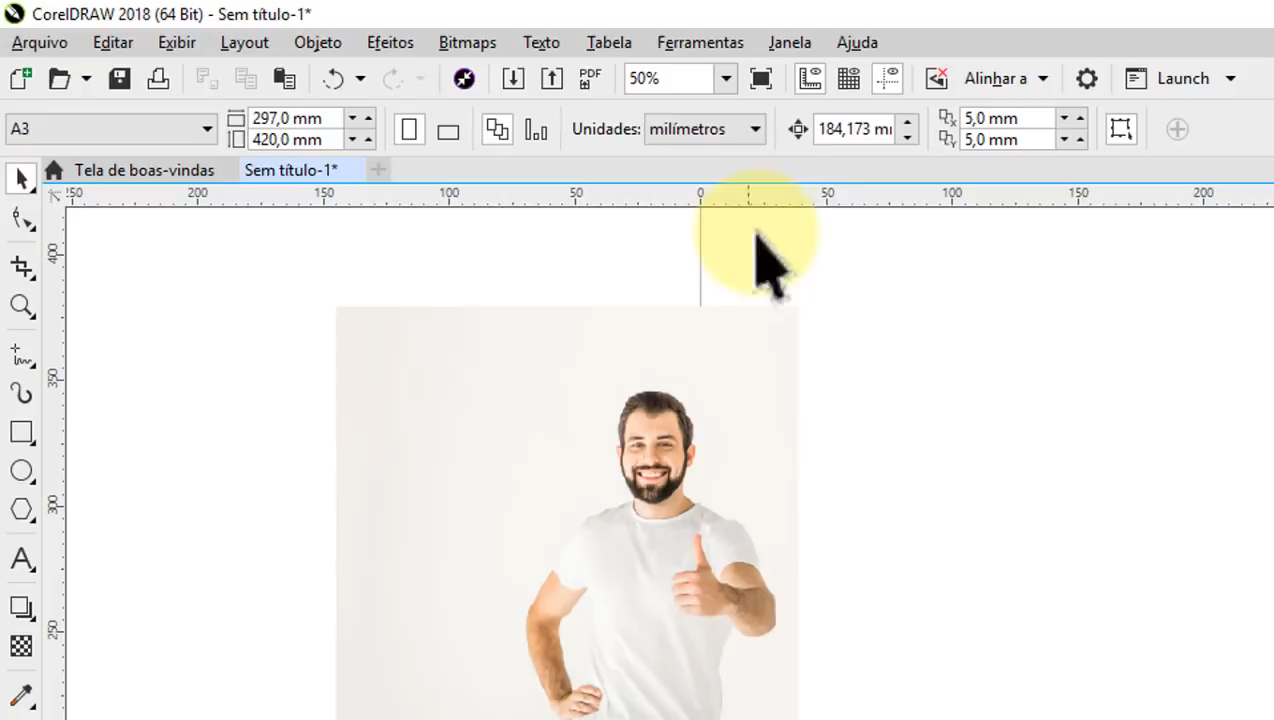 CorelDRAW 2018 (64 Bit) - Sem título-1*
Arquivo Editar Exibir Layout Objeto Efeitos Bitmaps Texto Tabela Ferramentas Janela Ajuda
PDF 50% Alinhar a Launch
A3 297,0 mm 420,0 mm Unidades: milímetros 184,173 mı 5,0 mm 5,0 mm
Tela de boas-vindas Sem título-1*
50 200 150 100 50 0 50 100 150 200
400
350
300
250